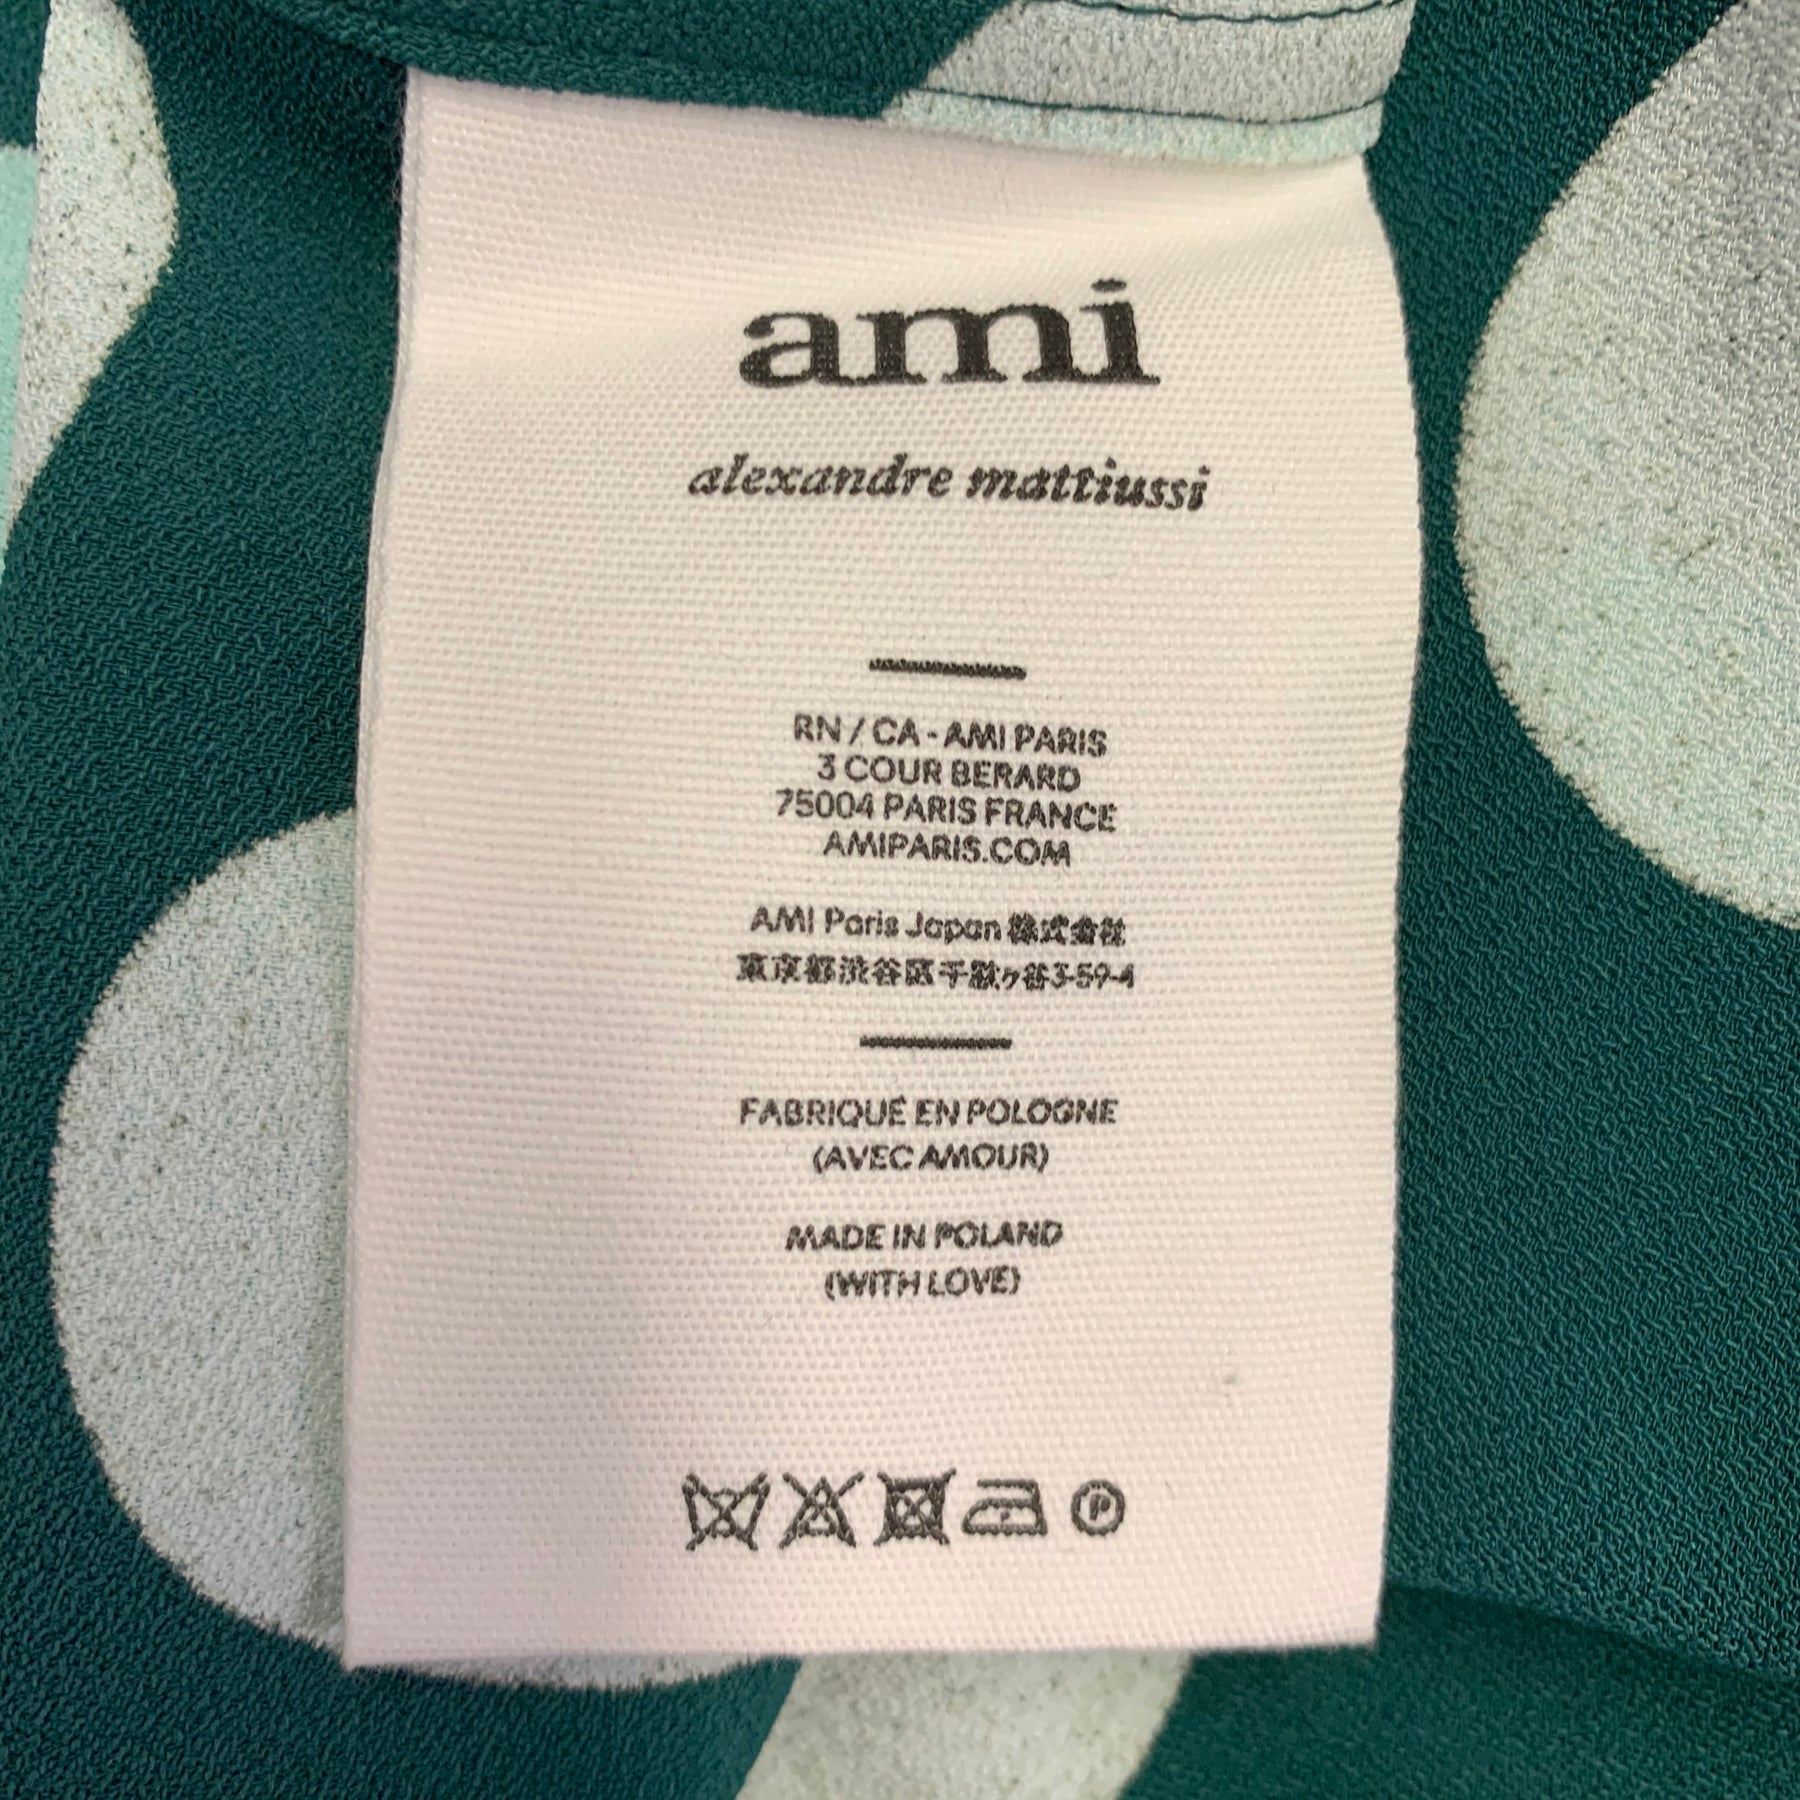 ami
alexandre mattiussi
RN / CA - AMI PARIS
3 COUR BERARD
75004 PARIS FRANCE
AMIPARIS.COM
AMI Paris Japan 株式会社
東京都渋谷区千駄ヶ谷3-59-4
FABRIQUÉ EN POLOGNE
(AVEC AMOUR)
MADE IN POLAND
(WITH LOVE)
P